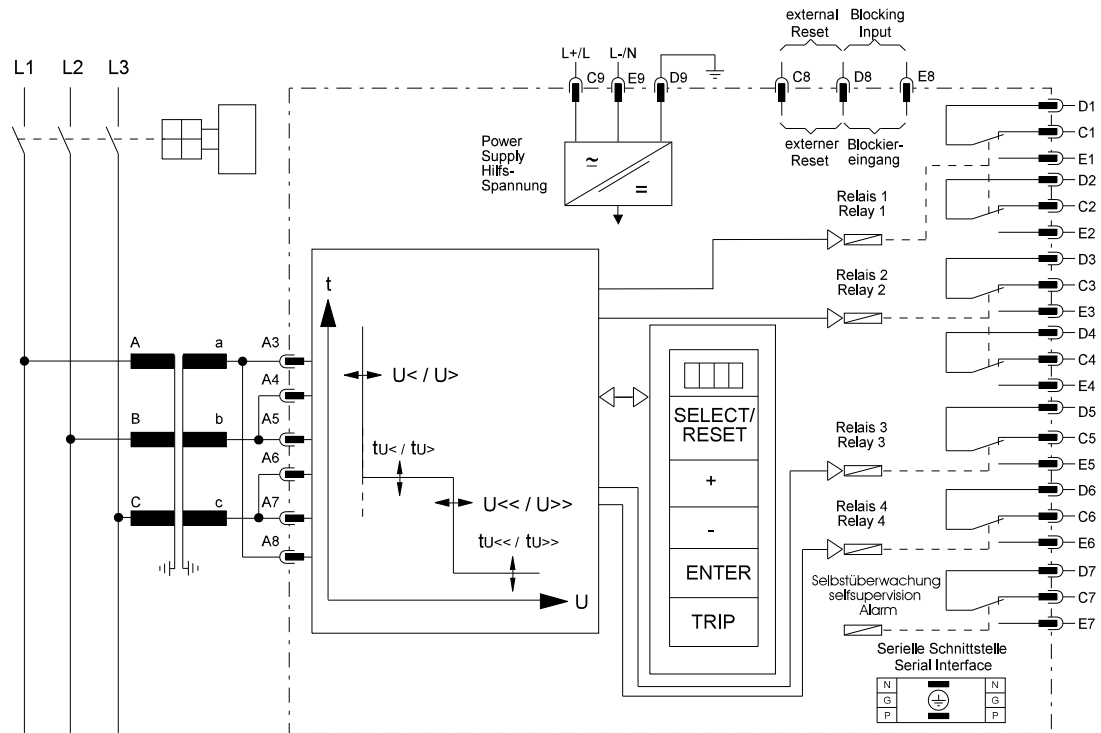 external Reset
Blocking Input
L+/L
L-/N
L1
L2
L3
C9
E9
D9
C8
D8
E8
Power
Supply
Hilfs-
Spannung
≃
=
externer
Reset
Blockier-
eingang
D1
C1
E1
D2
C2
E2
D3
C3
E3
D4
C4
E4
D5
C5
E5
D6
C6
E6
D7
C7
E7
Relais 1
Relay 1
Relais 2
Relay 2
Relais 3
Relay 3
Relais 4
Relay 4
Selbstüberwachung
selfsupervision
Alarm
Serielle Schnittstelle
Serial Interface
N
G
P
N
G
P
A
a
B
b
C
c
A3
A4
A5
A6
A7
A8
t
U< / U>
tU< / tU>
U<< / U>>
tU<< / tU>>
U
SELECT/
RESET
+
-
ENTER
TRIP